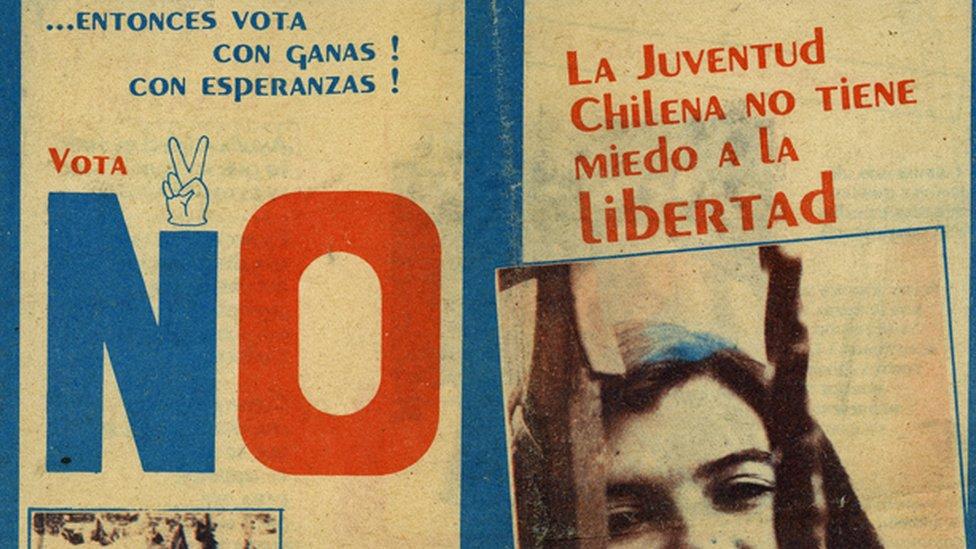 ...ENTONCES VOTA
CON GANAS !
CON ESPERANZAS !
VOTA
NO
LA JUVENTUD
CHILENA NO TIENE
MIEDO A LA
LIBERTAD